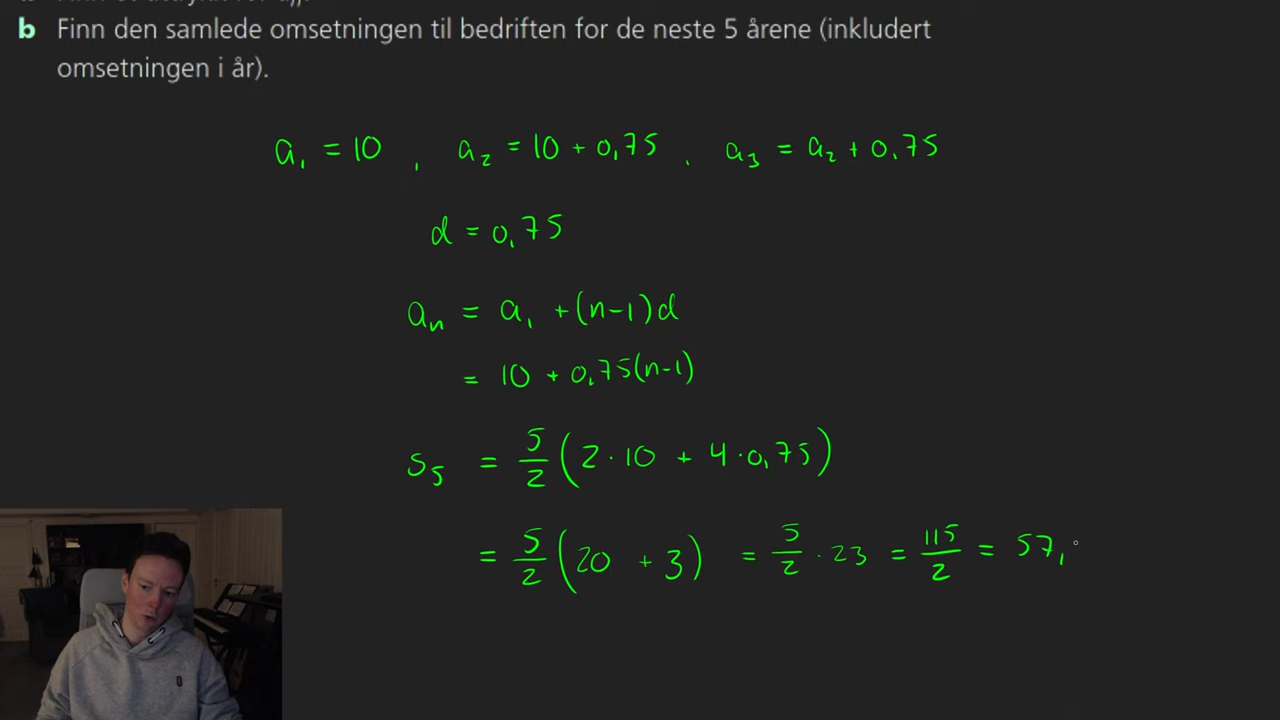 b Finn den samlede omsetningen til bedriften for de neste 5 årene (inkludert
omsetningen i år).
a₁ = 10 , a₂ = 10 + 0,75 , a₃ = a₂ + 0,75
d = 0,75
aₙ = a₁ + (n-1)d
= 10 + 0,75(n-1)
S₅ = 5/2 (2·10 + 4·0,75)
= 5/2 (20 + 3) = 5/2 · 23 = 115/2 = 57,